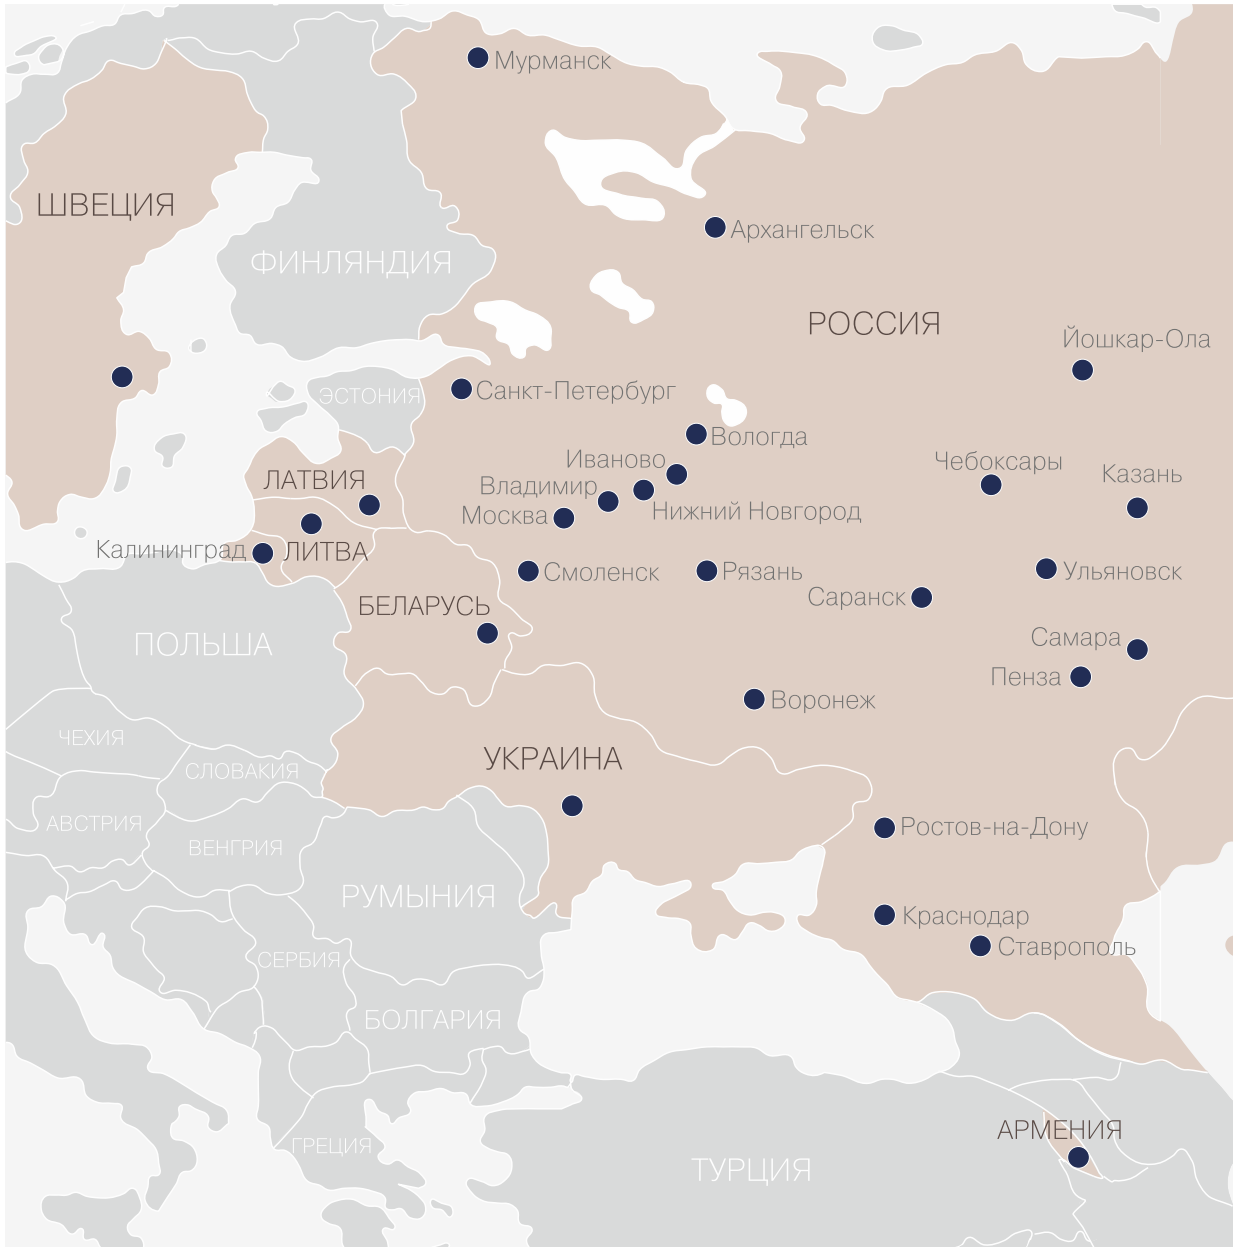 Мурманск
ШВЕЦИЯ
Архангельск
ФИНЛЯНДИЯ
РОССИЯ
Йошкар-Ола
Санкт-Петербург
ЭСТОНИЯ
Вологда
Иваново
Чебоксары
Казань
ЛАТВИЯ
Владимир
Нижний Новгород
Москва
Калининград
ЛИТВА
Смоленск
Рязань
Ульяновск
Саранск
БЕЛАРУСЬ
Самара
ПОЛЬША
Пенза
Воронеж
ЧЕХИЯ
УКРАИНА
СЛОВАКИЯ
АВСТРИЯ
Ростов-на-Дону
ВЕНГРИЯ
РУМЫНИЯ
Краснодар
Ставрополь
СЕРБИЯ
БОЛГАРИЯ
АРМЕНИЯ
ГРЕЦИЯ
ТУРЦИЯ